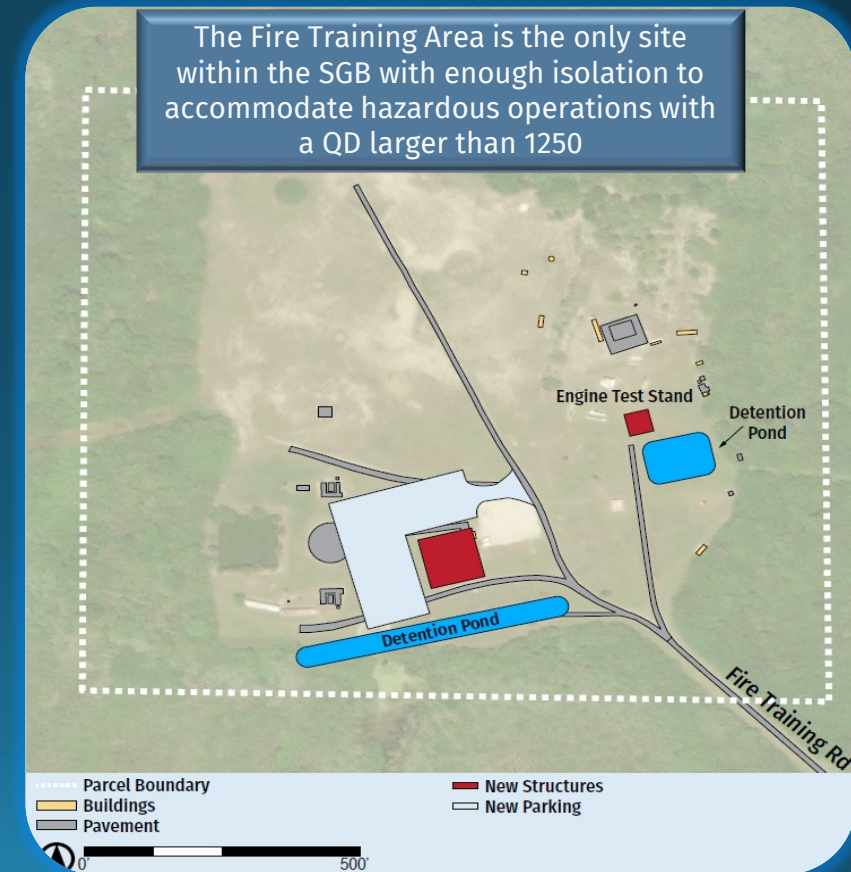 The Fire Training Area is the only site
within the SGB with enough isolation to
accommodate hazardous operations with
a QD larger than 1250
Engine Test Stand
Detention
Pond
Detention Pond
Fire Training Rd
Parcel Boundary
Buildings
Pavement
New Structures
New Parking
0' 500'